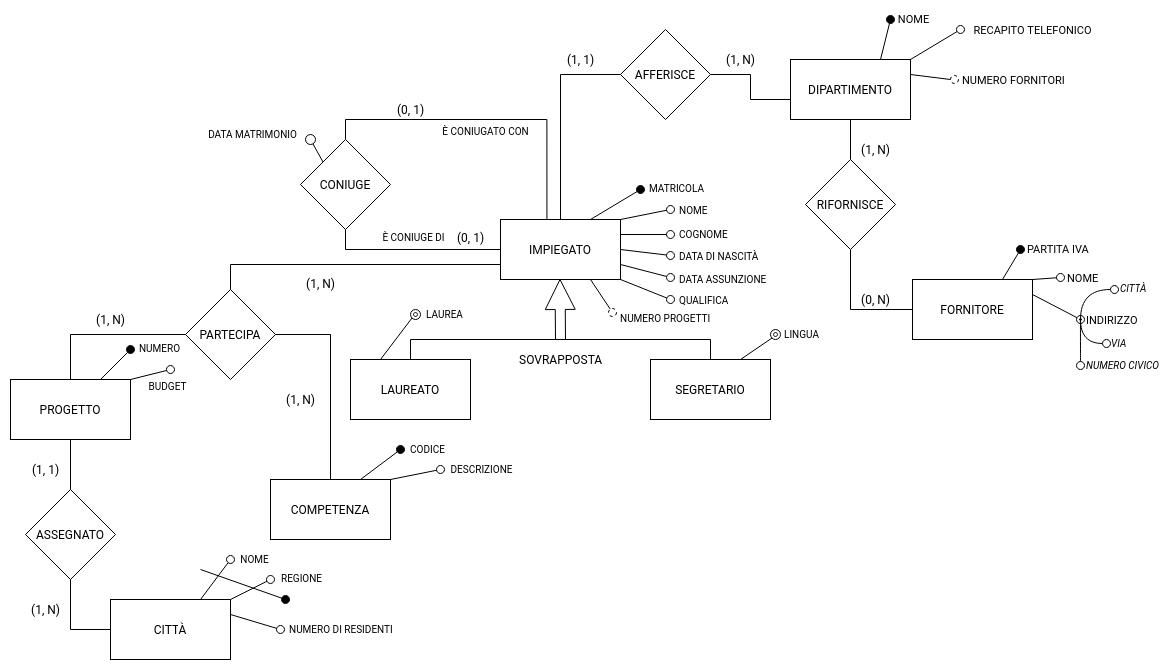 NOME
RECAPITO TELEFONICO
(1, 1)
(1, N)
AFFERISCE
NUMERO FORNITORI
DIPARTIMENTO
(0, 1)
È CONIUGATO CON
DATA MATRIMONIO
(1, N)
CONIUGE
MATRICOLA
RIFORNISCE
NOME
È CONIUGE DI
(0, 1)
COGNOME
IMPIEGATO
PARTITA IVA
DATA DI NASCITÀ
DATA ASSUNZIONE
NOME
(1, N)
CITTÀ
QUALIFICA
(0, N)
FORNITORE
LAUREA
NUMERO PROGETTI
(1, N)
INDIRIZZO
PARTECIPA
LINGUA
VIA
NUMERO
SOVRAPPOSTA
NUMERO CIVICO
BUDGET
LAUREATO
SEGRETARIO
(1, N)
PROGETTO
CODICE
(1, 1)
DESCRIZIONE
COMPETENZA
ASSEGNATO
NOME
REGIONE
(1, N)
CITTÀ
NUMERO DI RESIDENTI